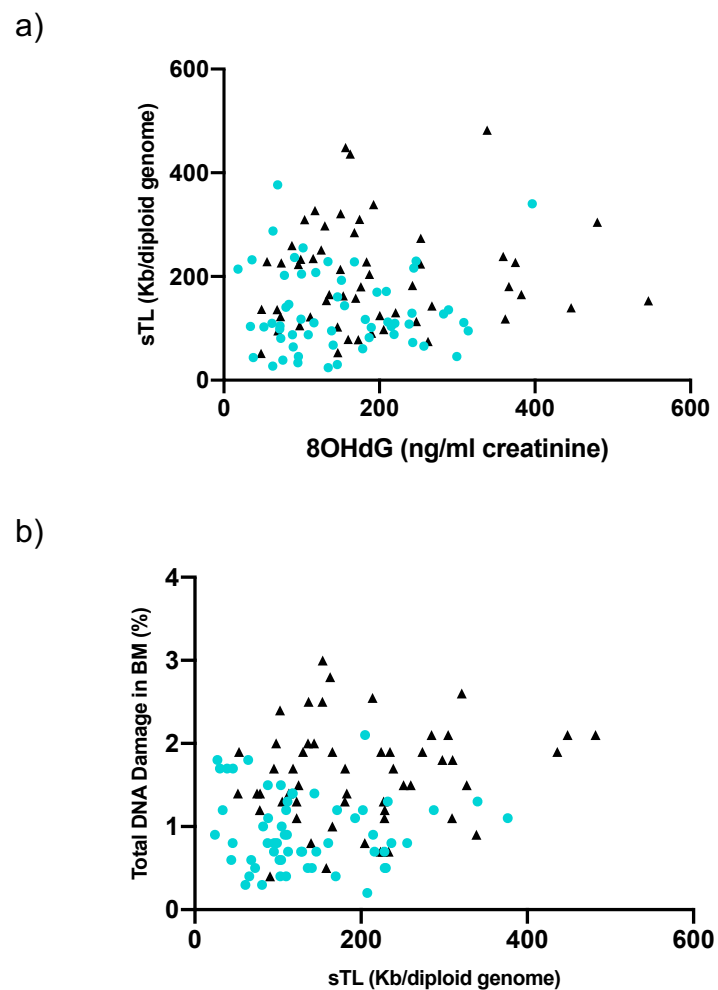 a)
600
400
200
0
sTL (Kb/diploid genome)
0 200 400 600
8OHdG (ng/ml creatinine)
b)
4
3
2
1
0
Total DNA Damage in BM (%)
0 200 400 600
sTL (Kb/diploid genome)